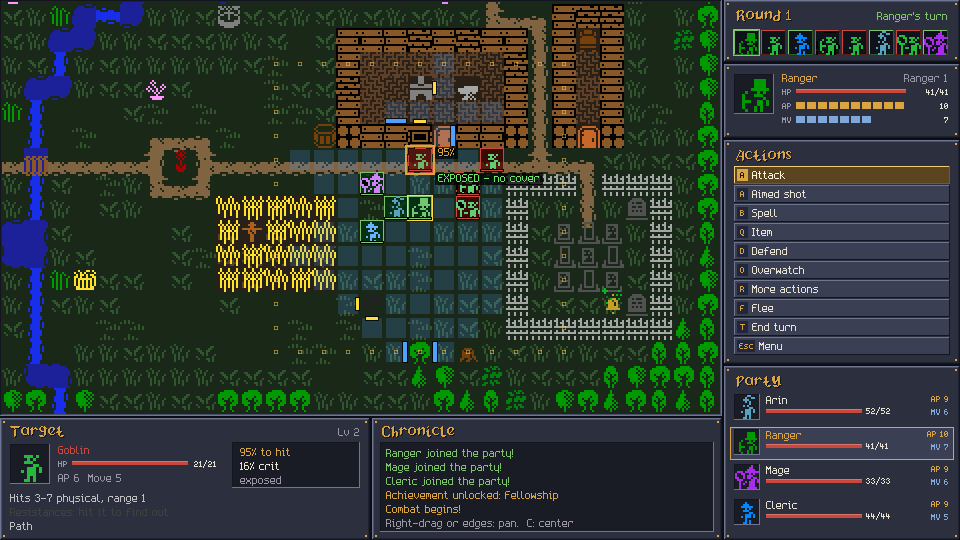 Round 1
Ranger's turn
Ranger
Ranger 1
HP
41/41
AP
10
MV
7
Actions
A Attack
A Aimed shot
B Spell
Q Item
D Defend
O Overwatch
R More actions
F Flee
T End turn
Esc Menu
95%
EXPOSED - no cover
Party
Arin
AP 9
52/52
MV 6
Ranger
AP 10
41/41
MV 7
Mage
AP 9
33/33
MV 6
Cleric
AP 9
44/44
MV 5
Target
Lv 2
Goblin
HP
21/21
AP 6 Move 5
95% to hit
16% crit
exposed
Hits 3-7 physical, range 1
Resistances: hit it to find out
Path
Chronicle
Ranger joined the party!
Mage joined the party!
Cleric joined the party!
Achievement unlocked: Fellowship
Combat begins!
Right-drag or edges: pan. C: center